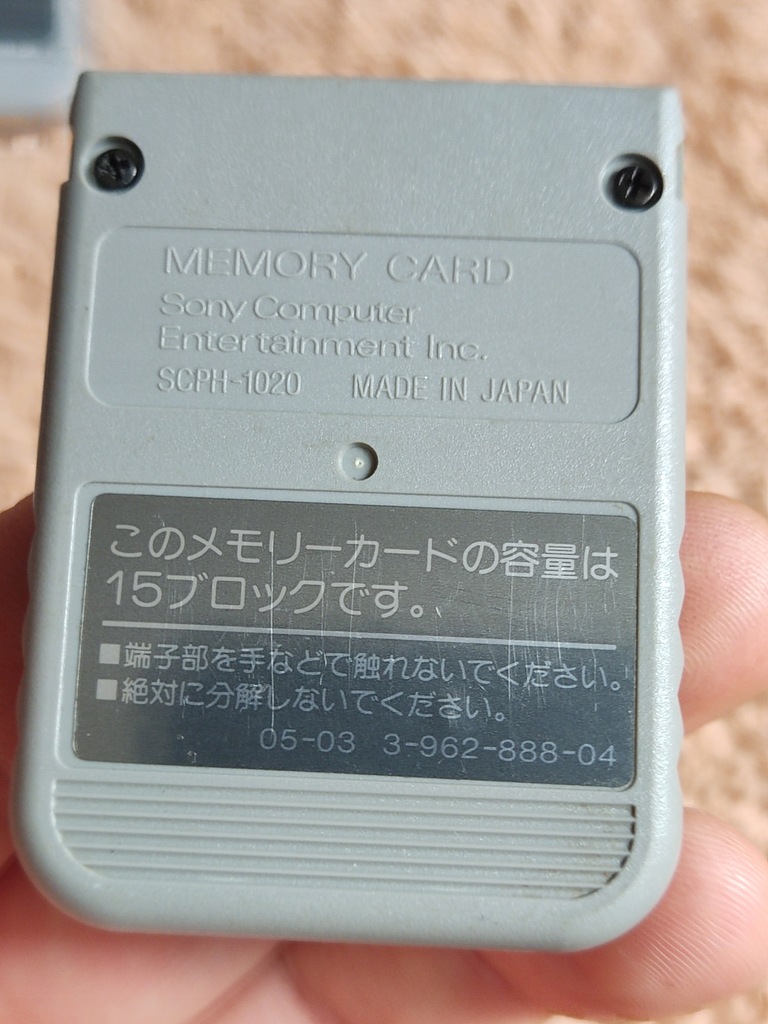 MEMORY CARD
Sony Computer
Entertainment Inc.
SCPH-1020 MADE IN JAPAN
このメモリーカードの容量は
15ブロックです。
■端子部を手などで触れないでください。
■絶対に分解しないでください。
05-03 3-962-888-04